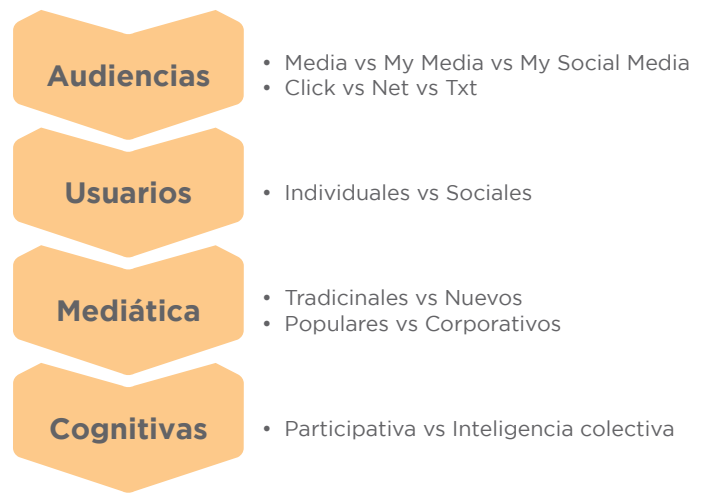 Audiencias
• Media vs My Media vs My Social Media
• Click vs Net vs Txt
Usuarios
• Individuales vs Sociales
Mediática
• Tradicinales vs Nuevos
• Populares vs Corporativos
Cognitivas
• Participativa vs Inteligencia colectiva